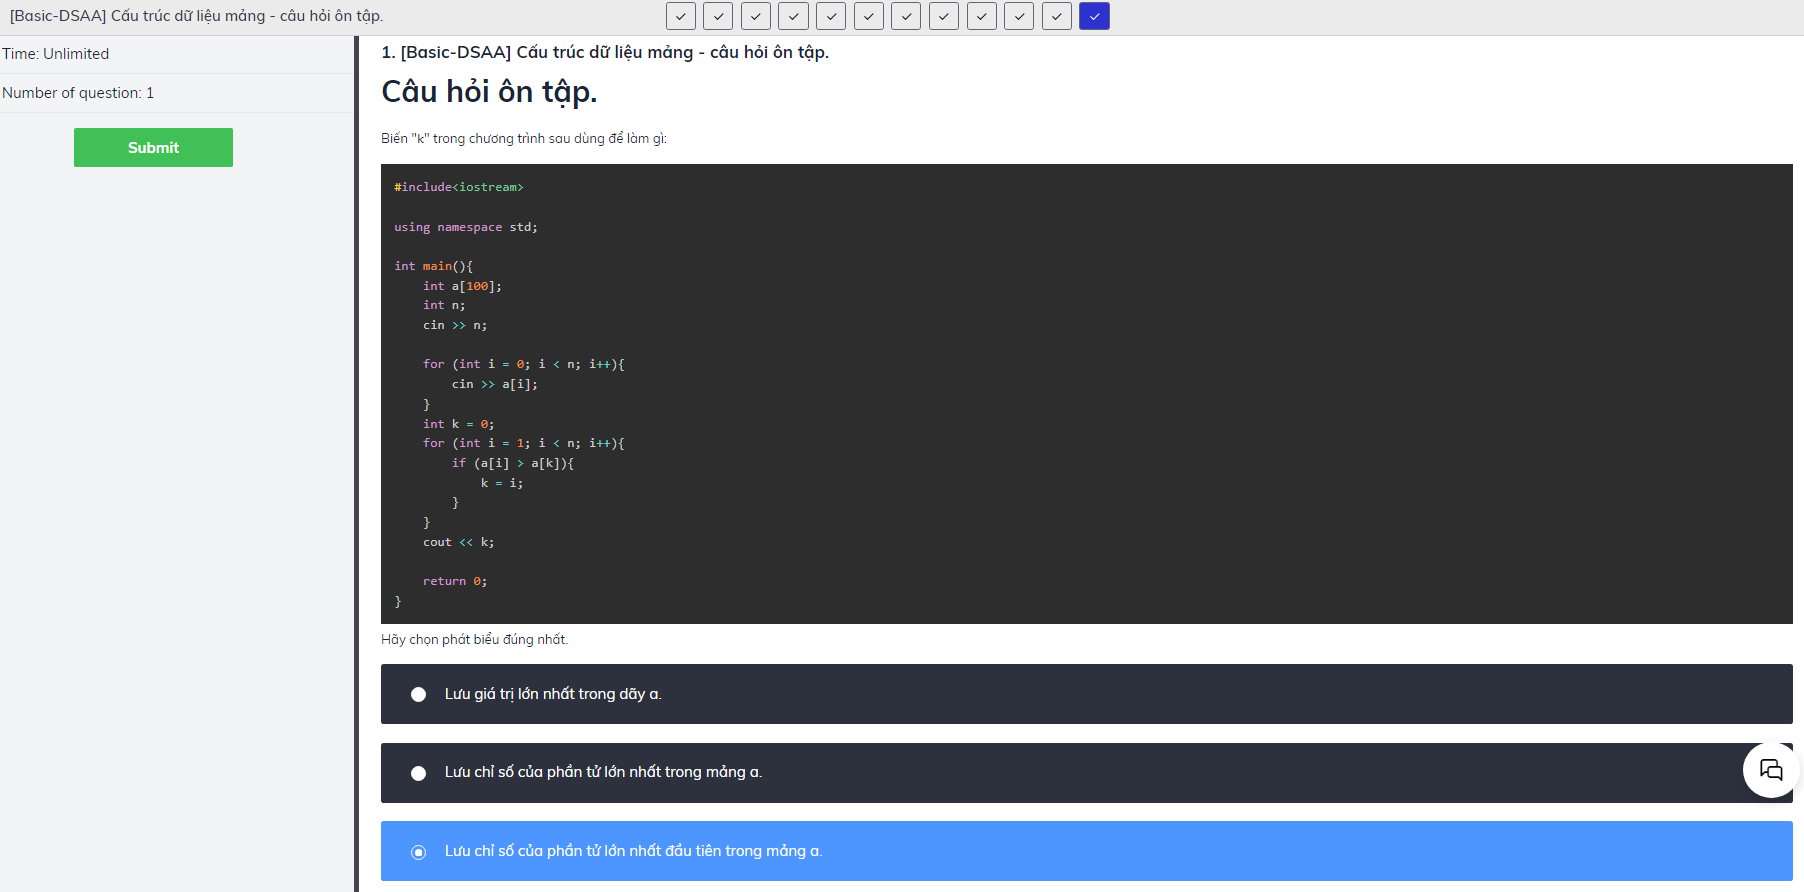 [Basic-DSAA] Cấu trúc dữ liệu mảng - câu hỏi ôn tập.
Time: Unlimited
Number of question: 1
Submit
1. [Basic-DSAA] Cấu trúc dữ liệu mảng - câu hỏi ôn tập.
Câu hỏi ôn tập.
Biến "k" trong chương trình sau dùng để làm gì:
#include<iostream>
using namespace std;
int main(){
    int a[100];
    int n;
    cin >> n;
    for (int i = 0; i < n; i++){
        cin >> a[i];
    }
    int k = 0;
    for (int i = 1; i < n; i++){
        if (a[i] > a[k]){
            k = i;
        }
    }
    cout << k;
    return 0;
}
Hãy chọn phát biểu đúng nhất.
Lưu giá trị lớn nhất trong dãy a.
Lưu chỉ số của phần tử lớn nhất trong mảng a.
Lưu chỉ số của phần tử lớn nhất đầu tiên trong mảng a.